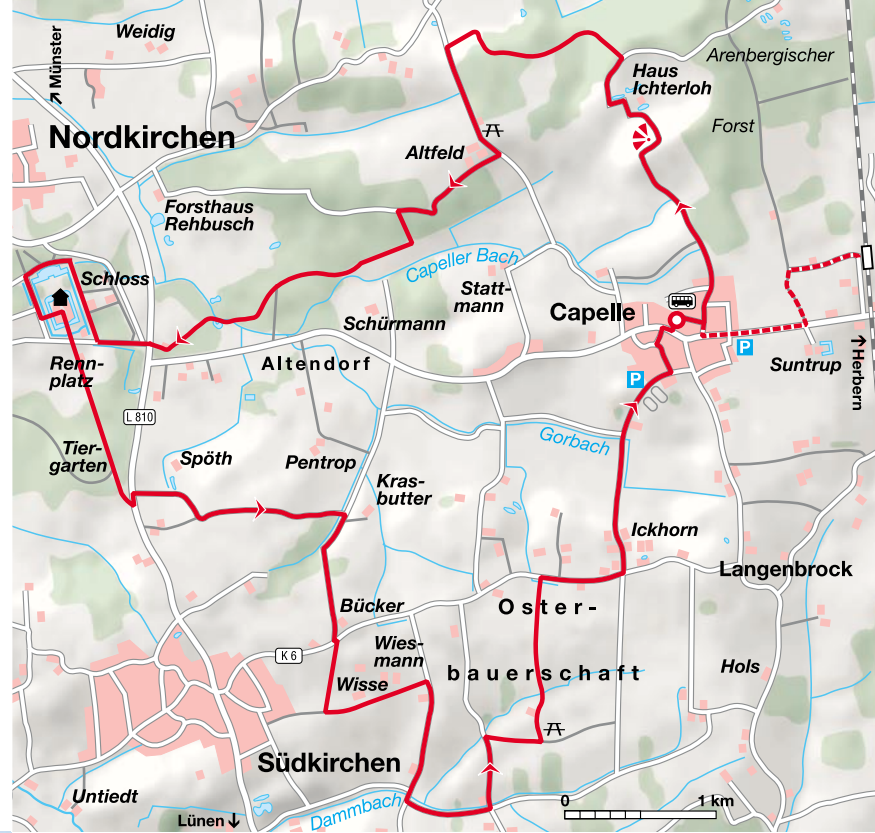 Weidig
Münster
Arenbergischer
Haus
Ichterloh
Nordkirchen
Forst
Altfeld
Forsthaus
Rehbusch
Capeller Bach
Schloss
Statt-
mann
Capelle
Schürmann
Renn-
platz
Altendorf
P
Suntrup
Herbern
P
L 810
Tier-
garten
Spöth
Pentrop
Gorbach
Kras-
butter
Ickhorn
Langenbrock
Bücker
Oster-
Wies-
mann
K 6
bauerschaft
Hols
Wisse
Südkirchen
Untiedt
Dammbach
0 1 km
Lünen